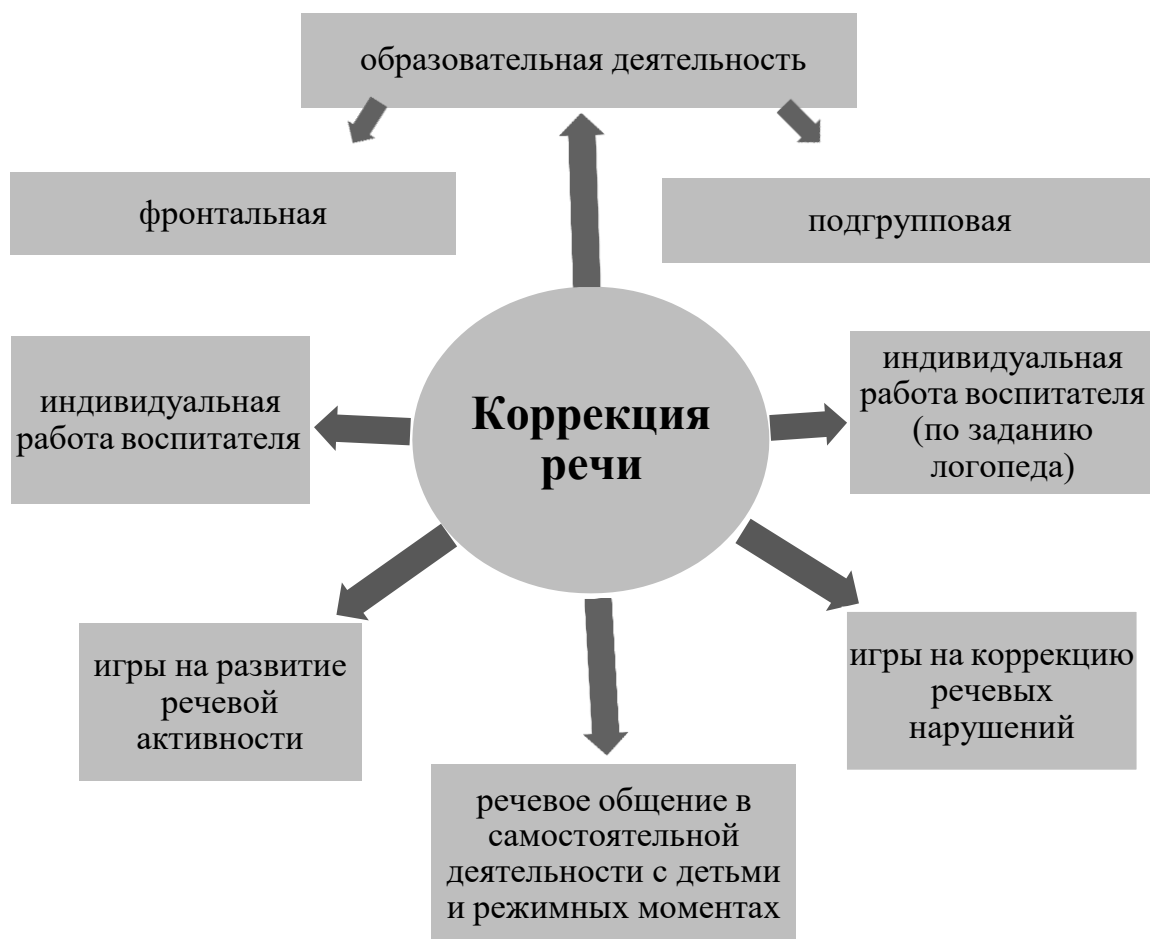 образовательная деятельность
фронтальная
подгрупповая
Коррекция
речи
индивидуальная
работа воспитателя
индивидуальная
работа воспитателя
(по заданию
логопеда)
игры на развитие
речевой
активности
игры на коррекцию
речевых
нарушений
речевое общение в
самостоятельной
деятельности с детьми
и режимных моментах